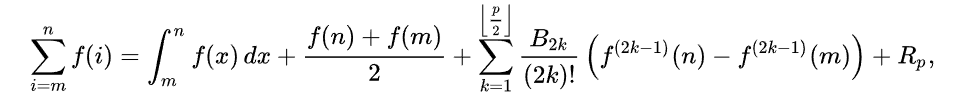 \sum_{i=m}^{n} f(i) = \int_{m}^{n} f(x)\,dx + \frac{f(n)+f(m)}{2} + \sum_{k=1}^{\left\lfloor \frac{p}{2} \right\rfloor} \frac{B_{2k}}{(2k)!} \left( f^{(2k-1)}(n) - f^{(2k-1)}(m) \right) + R_p,